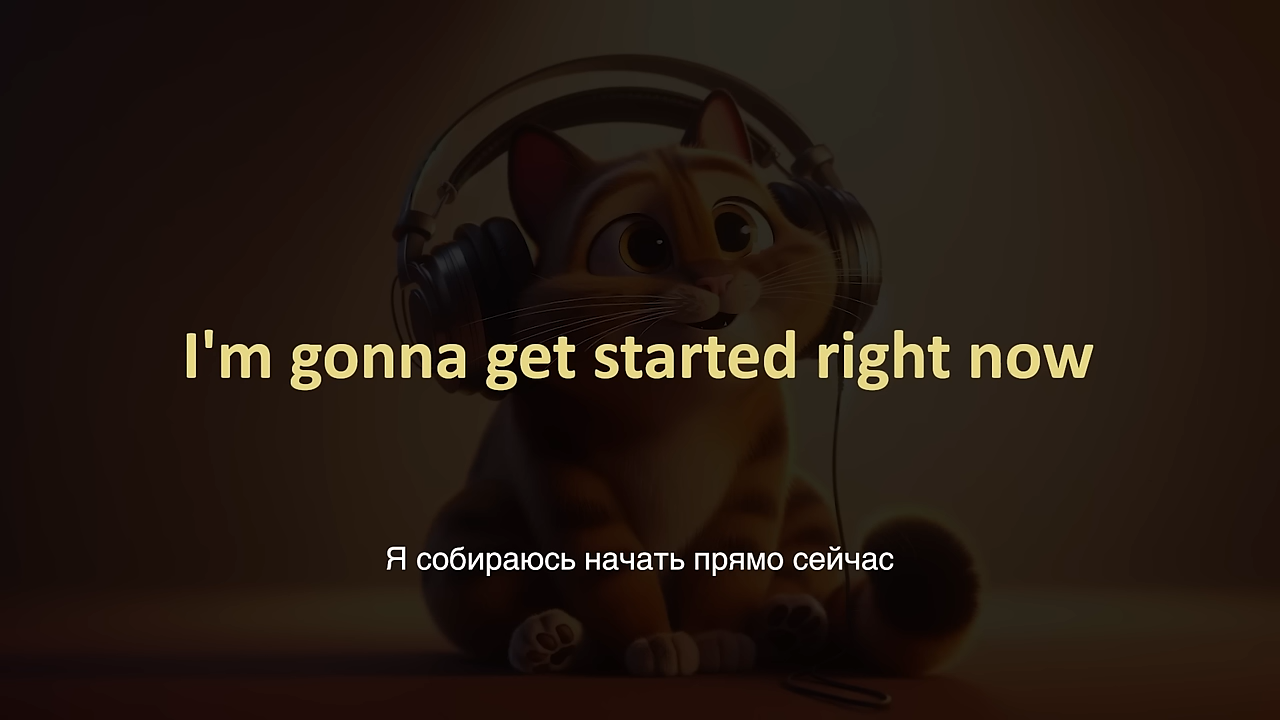 I'm gonna get started right now
Я собираюсь начать прямо сейчас